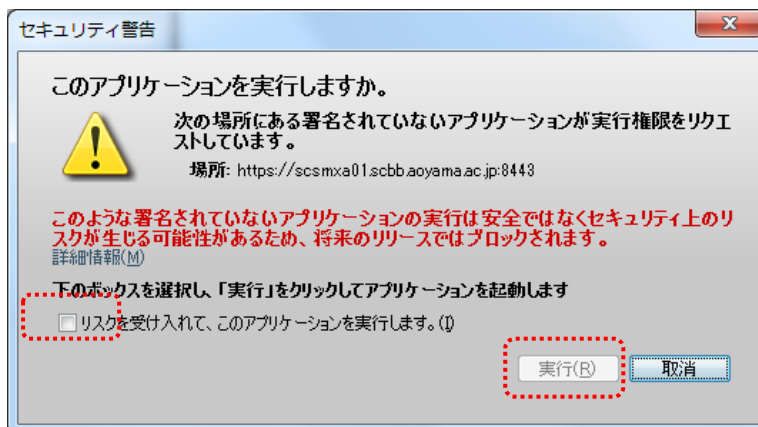 セキュリティ警告
このアプリケーションを実行しますか。
次の場所にある署名されていないアプリケーションが実行権限をリクエ
ストしています。
場所: https://scsmxa01.scbb.aoyama.ac.jp:8443
このような署名されていないアプリケーションの実行は安全ではなくセキュリティ上のリ
スクが生じる可能性があるため、将来のリリースではブロックされます。
詳細情報(M)
下のボックスを選択し、「実行」をクリックしてアプリケーションを起動します
リスクを受け入れて、このアプリケーションを実行します。(I)
実行(R) 取消